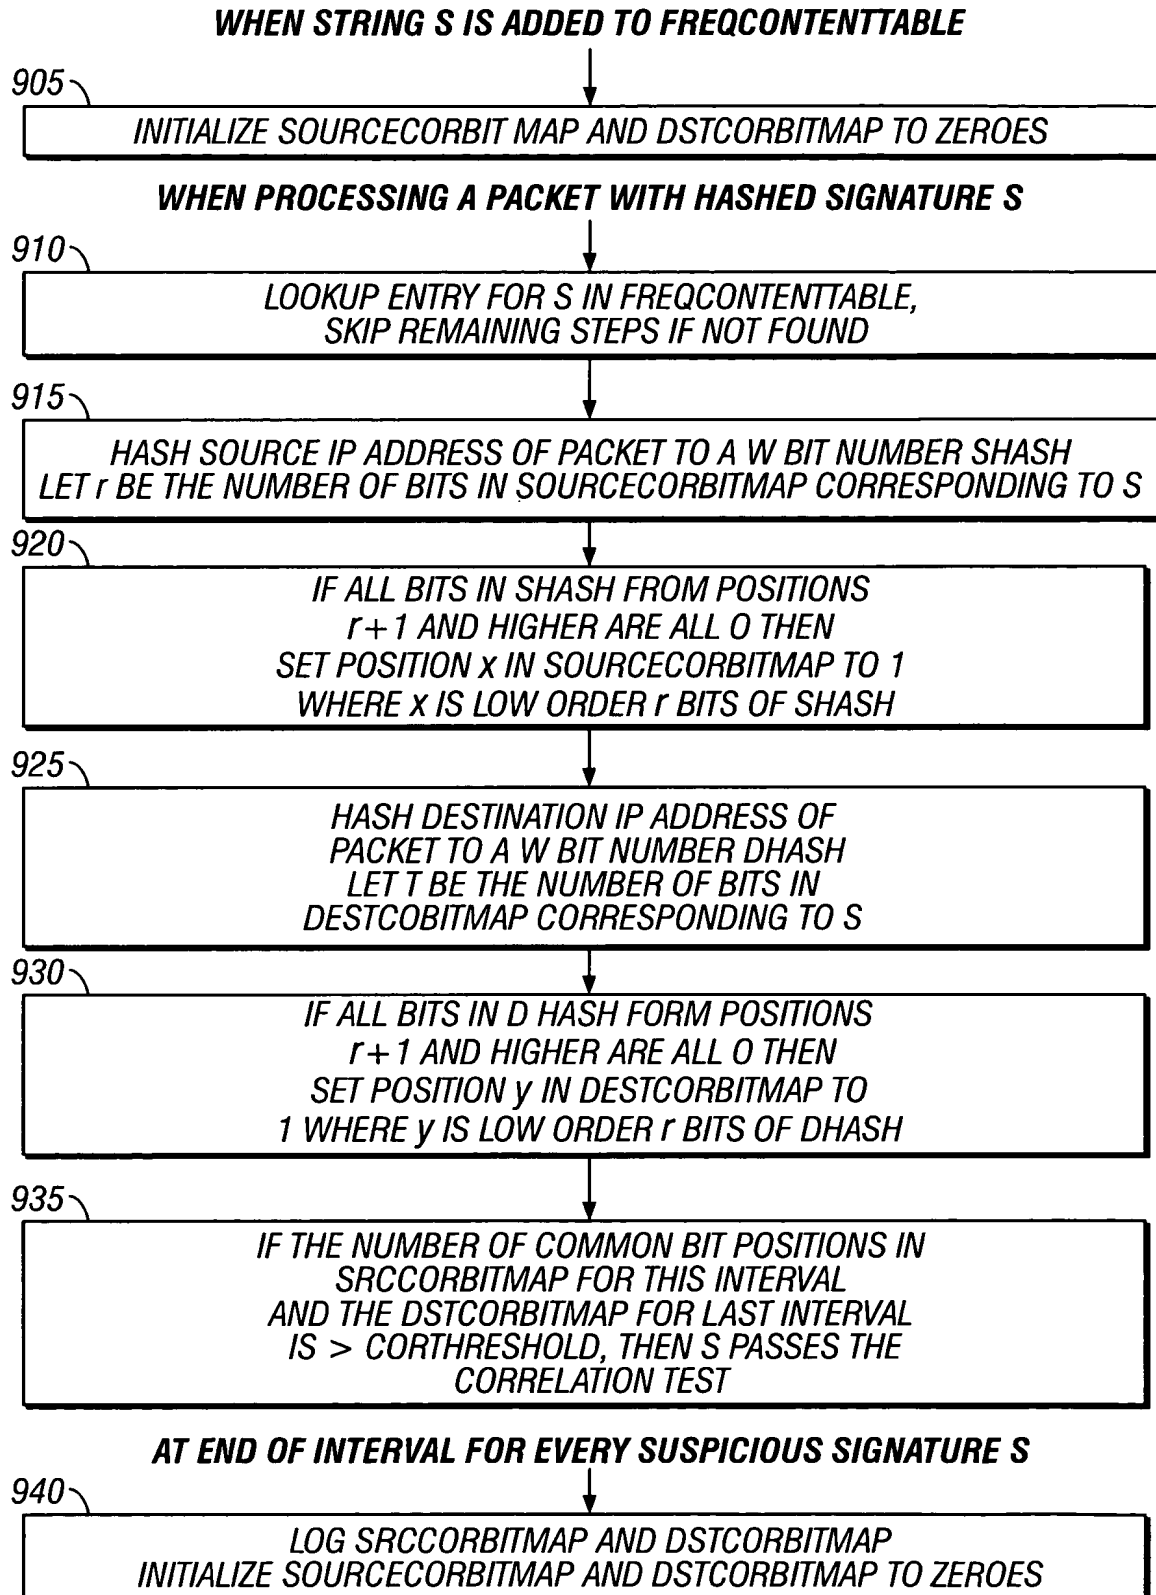 WHEN STRING S IS ADDED TO FREQCONTENTTABLE
905
INITIALIZE SOURCECORBIT MAP AND DSTCORBITMAP TO ZEROES
WHEN PROCESSING A PACKET WITH HASHED SIGNATURE S
910
LOOKUP ENTRY FOR S IN FREQCONTENTTABLE,
SKIP REMAINING STEPS IF NOT FOUND
915
HASH SOURCE IP ADDRESS OF PACKET TO A W BIT NUMBER SHASH
LET r BE THE NUMBER OF BITS IN SOURCECORBITMAP CORRESPONDING TO S
920
IF ALL BITS IN SHASH FROM POSITIONS
r+1 AND HIGHER ARE ALL O THEN
SET POSITION x IN SOURCECORBITMAP TO 1
WHERE x IS LOW ORDER r BITS OF SHASH
925
HASH DESTINATION IP ADDRESS OF
PACKET TO A W BIT NUMBER DHASH
LET T BE THE NUMBER OF BITS IN
DESTCOBITMAP CORRESPONDING TO S
930
IF ALL BITS IN D HASH FORM POSITIONS
r+1 AND HIGHER ARE ALL O THEN
SET POSITION y IN DESTCORBITMAP TO
1 WHERE y IS LOW ORDER r BITS OF DHASH
935
IF THE NUMBER OF COMMON BIT POSITIONS IN
SRCCORBITMAP FOR THIS INTERVAL
AND THE DSTCORBITMAP FOR LAST INTERVAL
IS > CORTHRESHOLD, THEN S PASSES THE
CORRELATION TEST
AT END OF INTERVAL FOR EVERY SUSPICIOUS SIGNATURE S
940
LOG SRCCORBITMAP AND DSTCORBITMAP
INITIALIZE SOURCECORBITMAP AND DSTCORBITMAP TO ZEROES